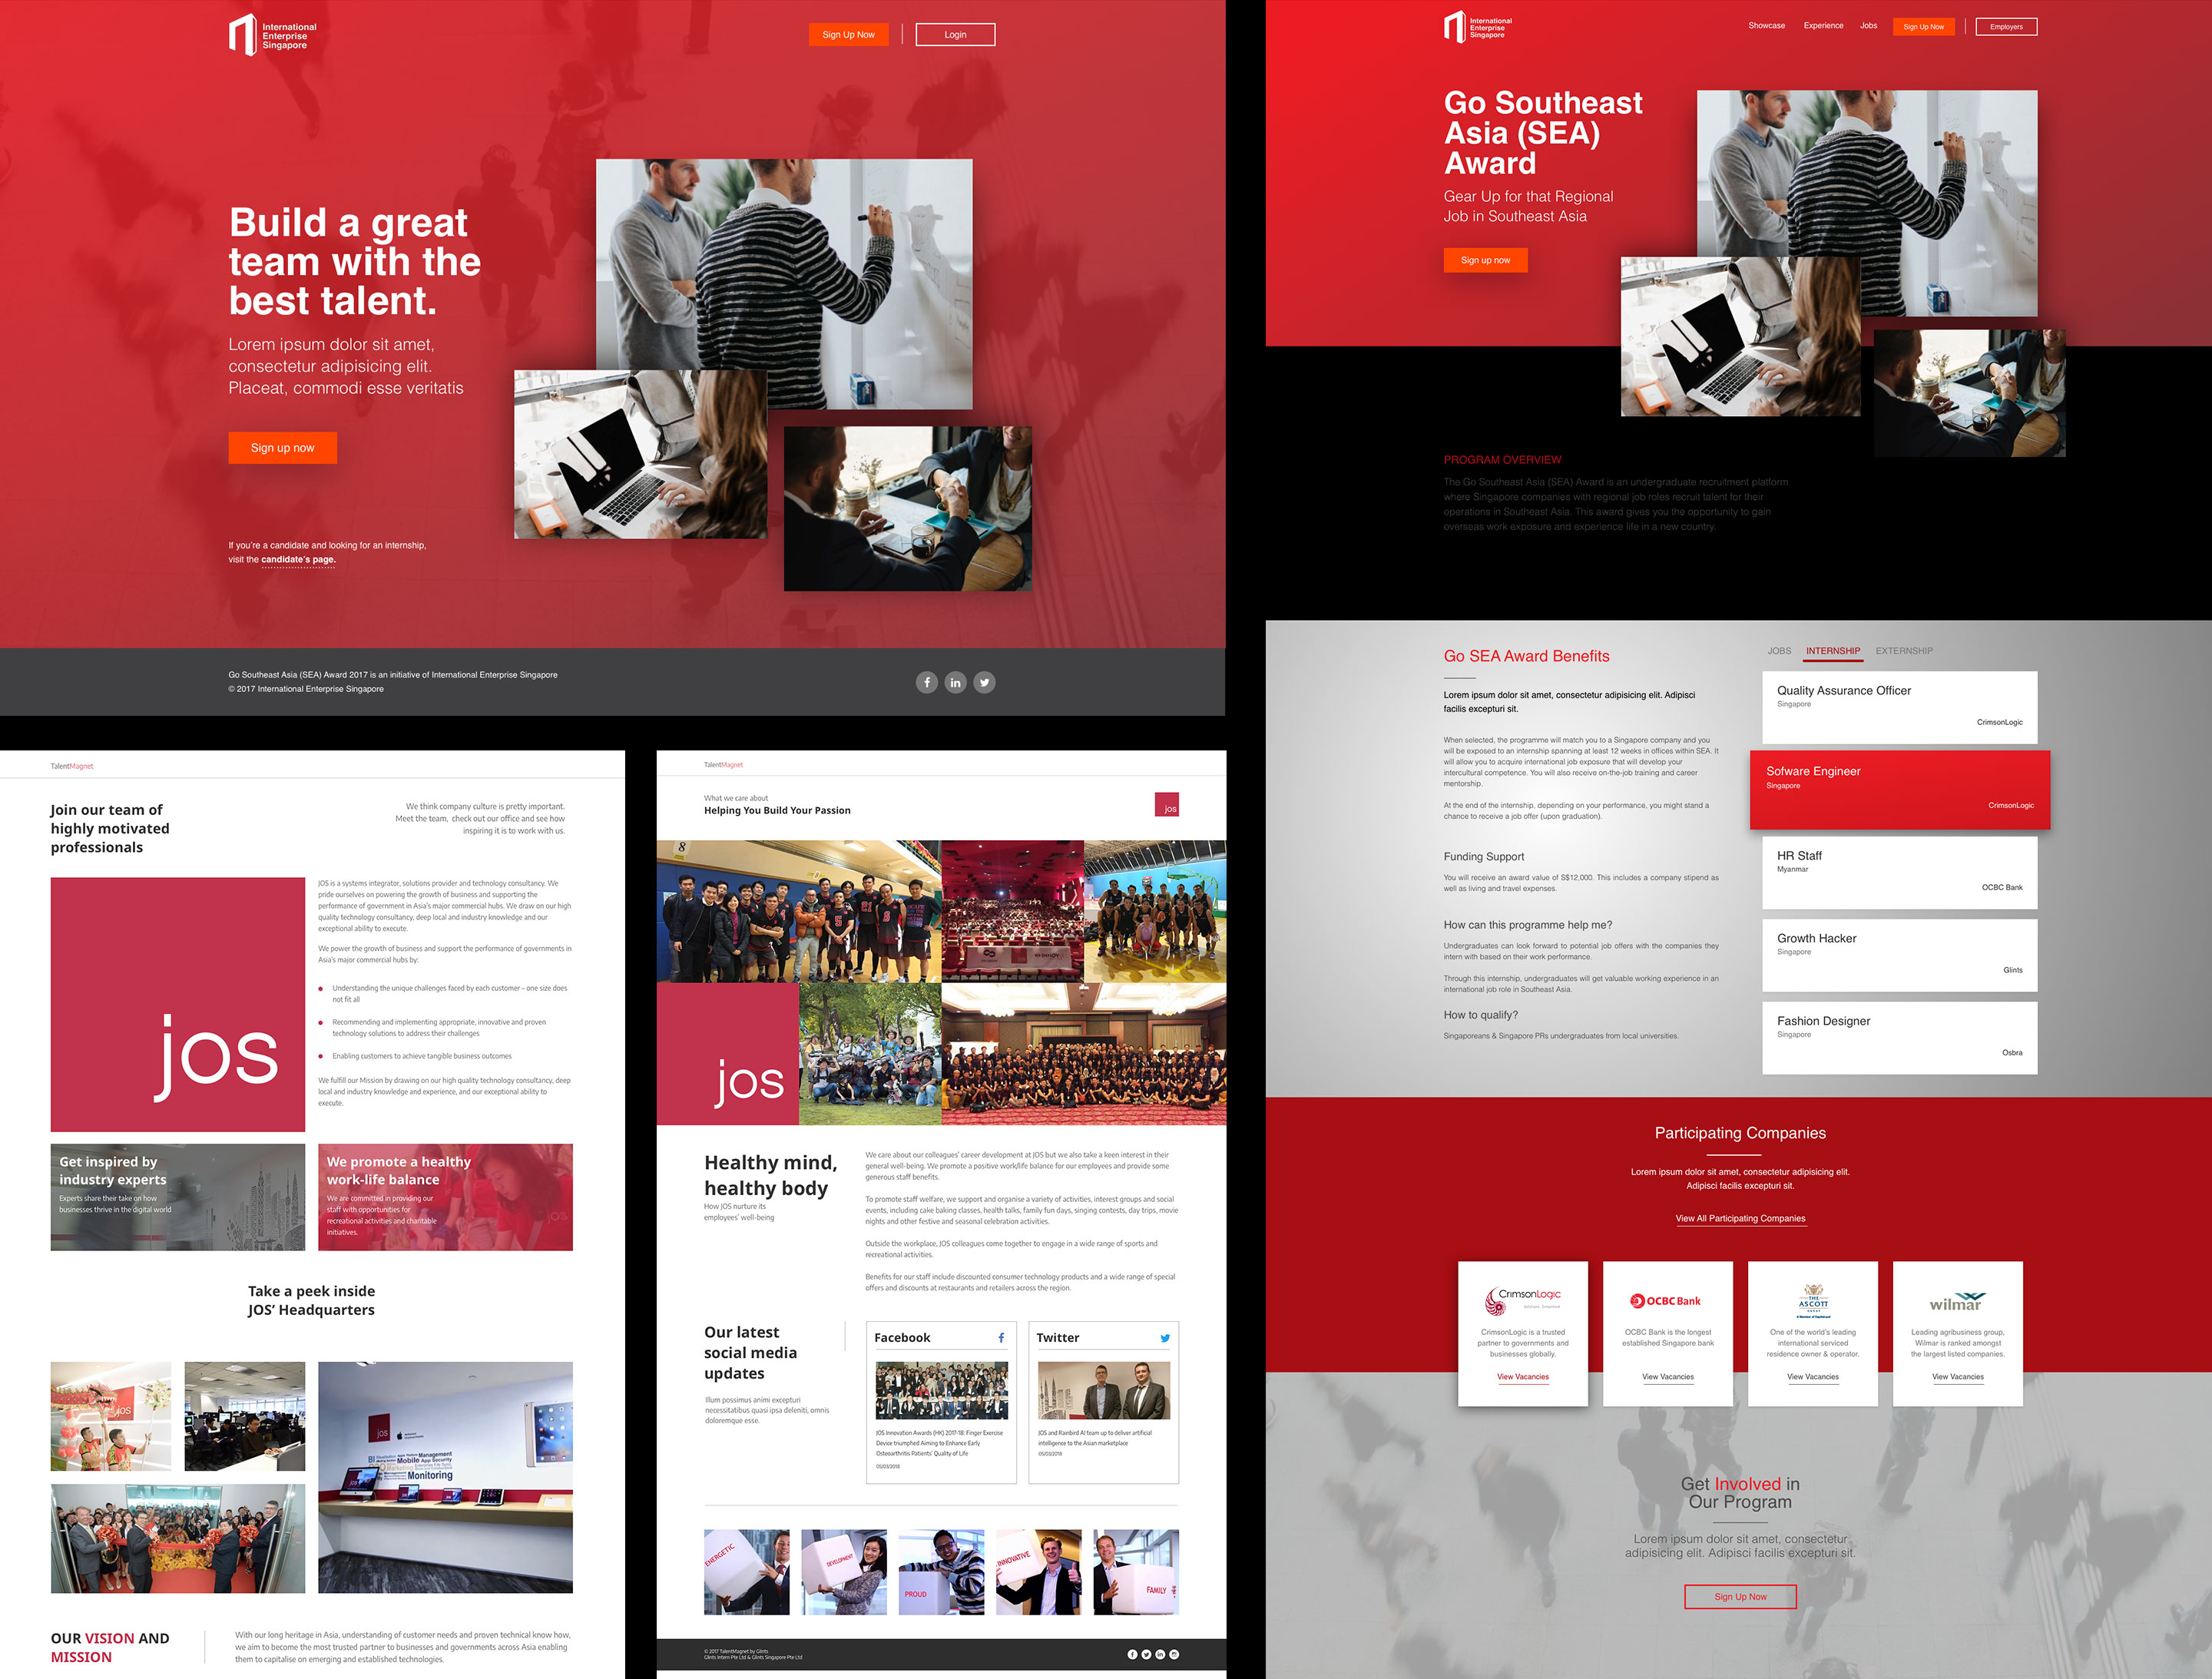 International
Enterprise
Singapore
Sign Up Now
Login
Build a great
team with the
best talent.
Lorem ipsum dolor sit amet,
consectetur adipisicing elit.
Placeat, commodi esse veritatis
Sign up now
If you're a candidate and looking for an internship,
visit the candidate's page.
Go Southeast Asia (SEA) Award 2017 is an initiative of International Enterprise Singapore
© 2017 International Enterprise Singapore
International
Enterprise
Singapore
Showcase
Experience
Jobs
Sign Up Now
Employers
Go Southeast
Asia (SEA)
Award
Gear Up for that Regional
Job in Southeast Asia
Sign up now
PROGRAM OVERVIEW
The Go Southeast Asia (SEA) Award is an undergraduate recruitment platform
where Singapore companies with regional job roles recruit talent for their
operations in Southeast Asia. This award gives you the opportunity to gain
overseas work exposure and experience life in a new country.
Go SEA Award Benefits
Lorem ipsum dolor sit amet, consectetur adipisicing elit. Adipisci
facilis excepturi sit.
When selected, the programme will match you to a Singapore company and you
will be exposed to an internship spanning at least 12 weeks in offices within SEA. It
will allow you to acquire international job exposure that will develop your
intercultural competence. You will also receive on-the-job training and career
mentorship.
At the end of the internship, depending on your performance, you might stand a
chance to receive a job offer (upon graduation).
Funding Support
You will receive an award value of S$12,000. This includes a company stipend as
well as living and travel expenses.
How can this programme help me?
Undergraduates can look forward to potential job offers with the companies they
intern with based on their work performance.
Through this internship, undergraduates will get valuable working experience in an
international job role in Southeast Asia.
How to qualify?
Singaporeans & Singapore PRs undergraduates from local universities.
JOBS
INTERNSHIP
EXTERNSHIP
Quality Assurance Officer
Singapore
CrimsonLogic
Sofware Engineer
Singapore
CrimsonLogic
HR Staff
Myanmar
OCBC Bank
Growth Hacker
Singapore
Glints
Fashion Designer
Singapore
Osbra
Participating Companies
Lorem ipsum dolor sit amet, consectetur adipisicing elit.
Adipisci facilis excepturi sit.
View All Participating Companies
CrimsonLogic
CrimsonLogic is a trusted
partner to governments and
businesses globally.
View Vacancies
OCBC Bank
OCBC Bank is the longest
established Singapore bank
View Vacancies
THE
ASCOTT
One of the world's leading
international serviced
residence owner & operator.
View Vacancies
wilmar
Leading agribusiness group,
Wilmar is ranked amongst
the largest listed companies.
View Vacancies
Get Involved in
Our Program
Lorem ipsum dolor sit amet, consectetur
adipisicing elit. Adipisci facilis excepturi sit.
Sign Up Now
TalentMagnet
Join our team of
highly motivated
professionals
We think company culture is pretty important.
Meet the team, check out our office and see how
inspiring it is to work with us.
jos
JOS is a systems integrator, solutions provider and technology consultancy. We
pride ourselves on powering the growth of business and supporting the
performance of government in Asia's major commercial hubs. We draw on our high
quality technology consultancy, deep local and industry knowledge and our
exceptional ability to execute.
We power the growth of business and support the performance of governments in
Asia's major commercial hubs by:
Understanding the unique challenges faced by each customer – one size does
not fit all
Recommending and implementing appropriate, innovative and proven
technology solutions to address their challenges
Enabling customers to achieve tangible business outcomes
We fulfill our Mission by drawing on our high quality technology consultancy, deep
local and industry knowledge and experience, and our exceptional ability to
execute.
Get inspired by
industry experts
Experts share their take on how
businesses thrive in the digital world
We promote a healthy
work-life balance
We are committed in providing our
staff with opportunities for
recreational activities and charitable
initiatives.
jos
Take a peek inside
JOS' Headquarters
jos
jos
Management
Mobile App Security
Monitoring
jos
OUR VISION AND
MISSION
With our long heritage in Asia, understanding of customer needs and proven technical know how,
we aim to become the most trusted partner to businesses and governments across Asia enabling
them to capitalise on emerging and established technologies.
TalentMagnet
What we care about
Helping You Build Your Passion
jos
8
5
21
8
jos
Healthy mind,
healthy body
How JOS nurture its
employees' well-being
We care about our colleagues' career development at JOS but we also take a keen interest in their
general well-being. We promote a positive work/life balance for our employees and provide some
generous staff benefits.
To promote staff welfare, we support and organise a variety of activities, interest groups and social
events, including cake baking classes, health talks, family fun days, singing contests, day trips, movie
nights and other festive and seasonal celebration activities.
Outside the workplace, JOS colleagues come together to engage in a wide range of sports and
recreational activities.
Benefits for our staff include discounted consumer technology products and a wide range of special
offers and discounts at restaurants and retailers across the region.
Our latest
social media
updates
Illum possimus animi excepturi
necessitatibus quasi ipsa deleniti, omnis
doloremque esse.
Facebook
JOS Innovation Awards (HK) 2017-18: Finger Exercise
Device triumphed Aiming to Enhance Early
Osteoarthritis Patients' Quality of Life
05/03/2018
Twitter
JOS and Rainbird AI team up to deliver artificial
intelligence to the Asian marketplace
05/03/2018
ENERGETIC
DEVELOPMENT
PROUD
INNOVATIVE
FAMILY
© 2017 TalentMagnet by Glints
Glints Intern Pte Ltd & Glints Singapore Pte Ltd